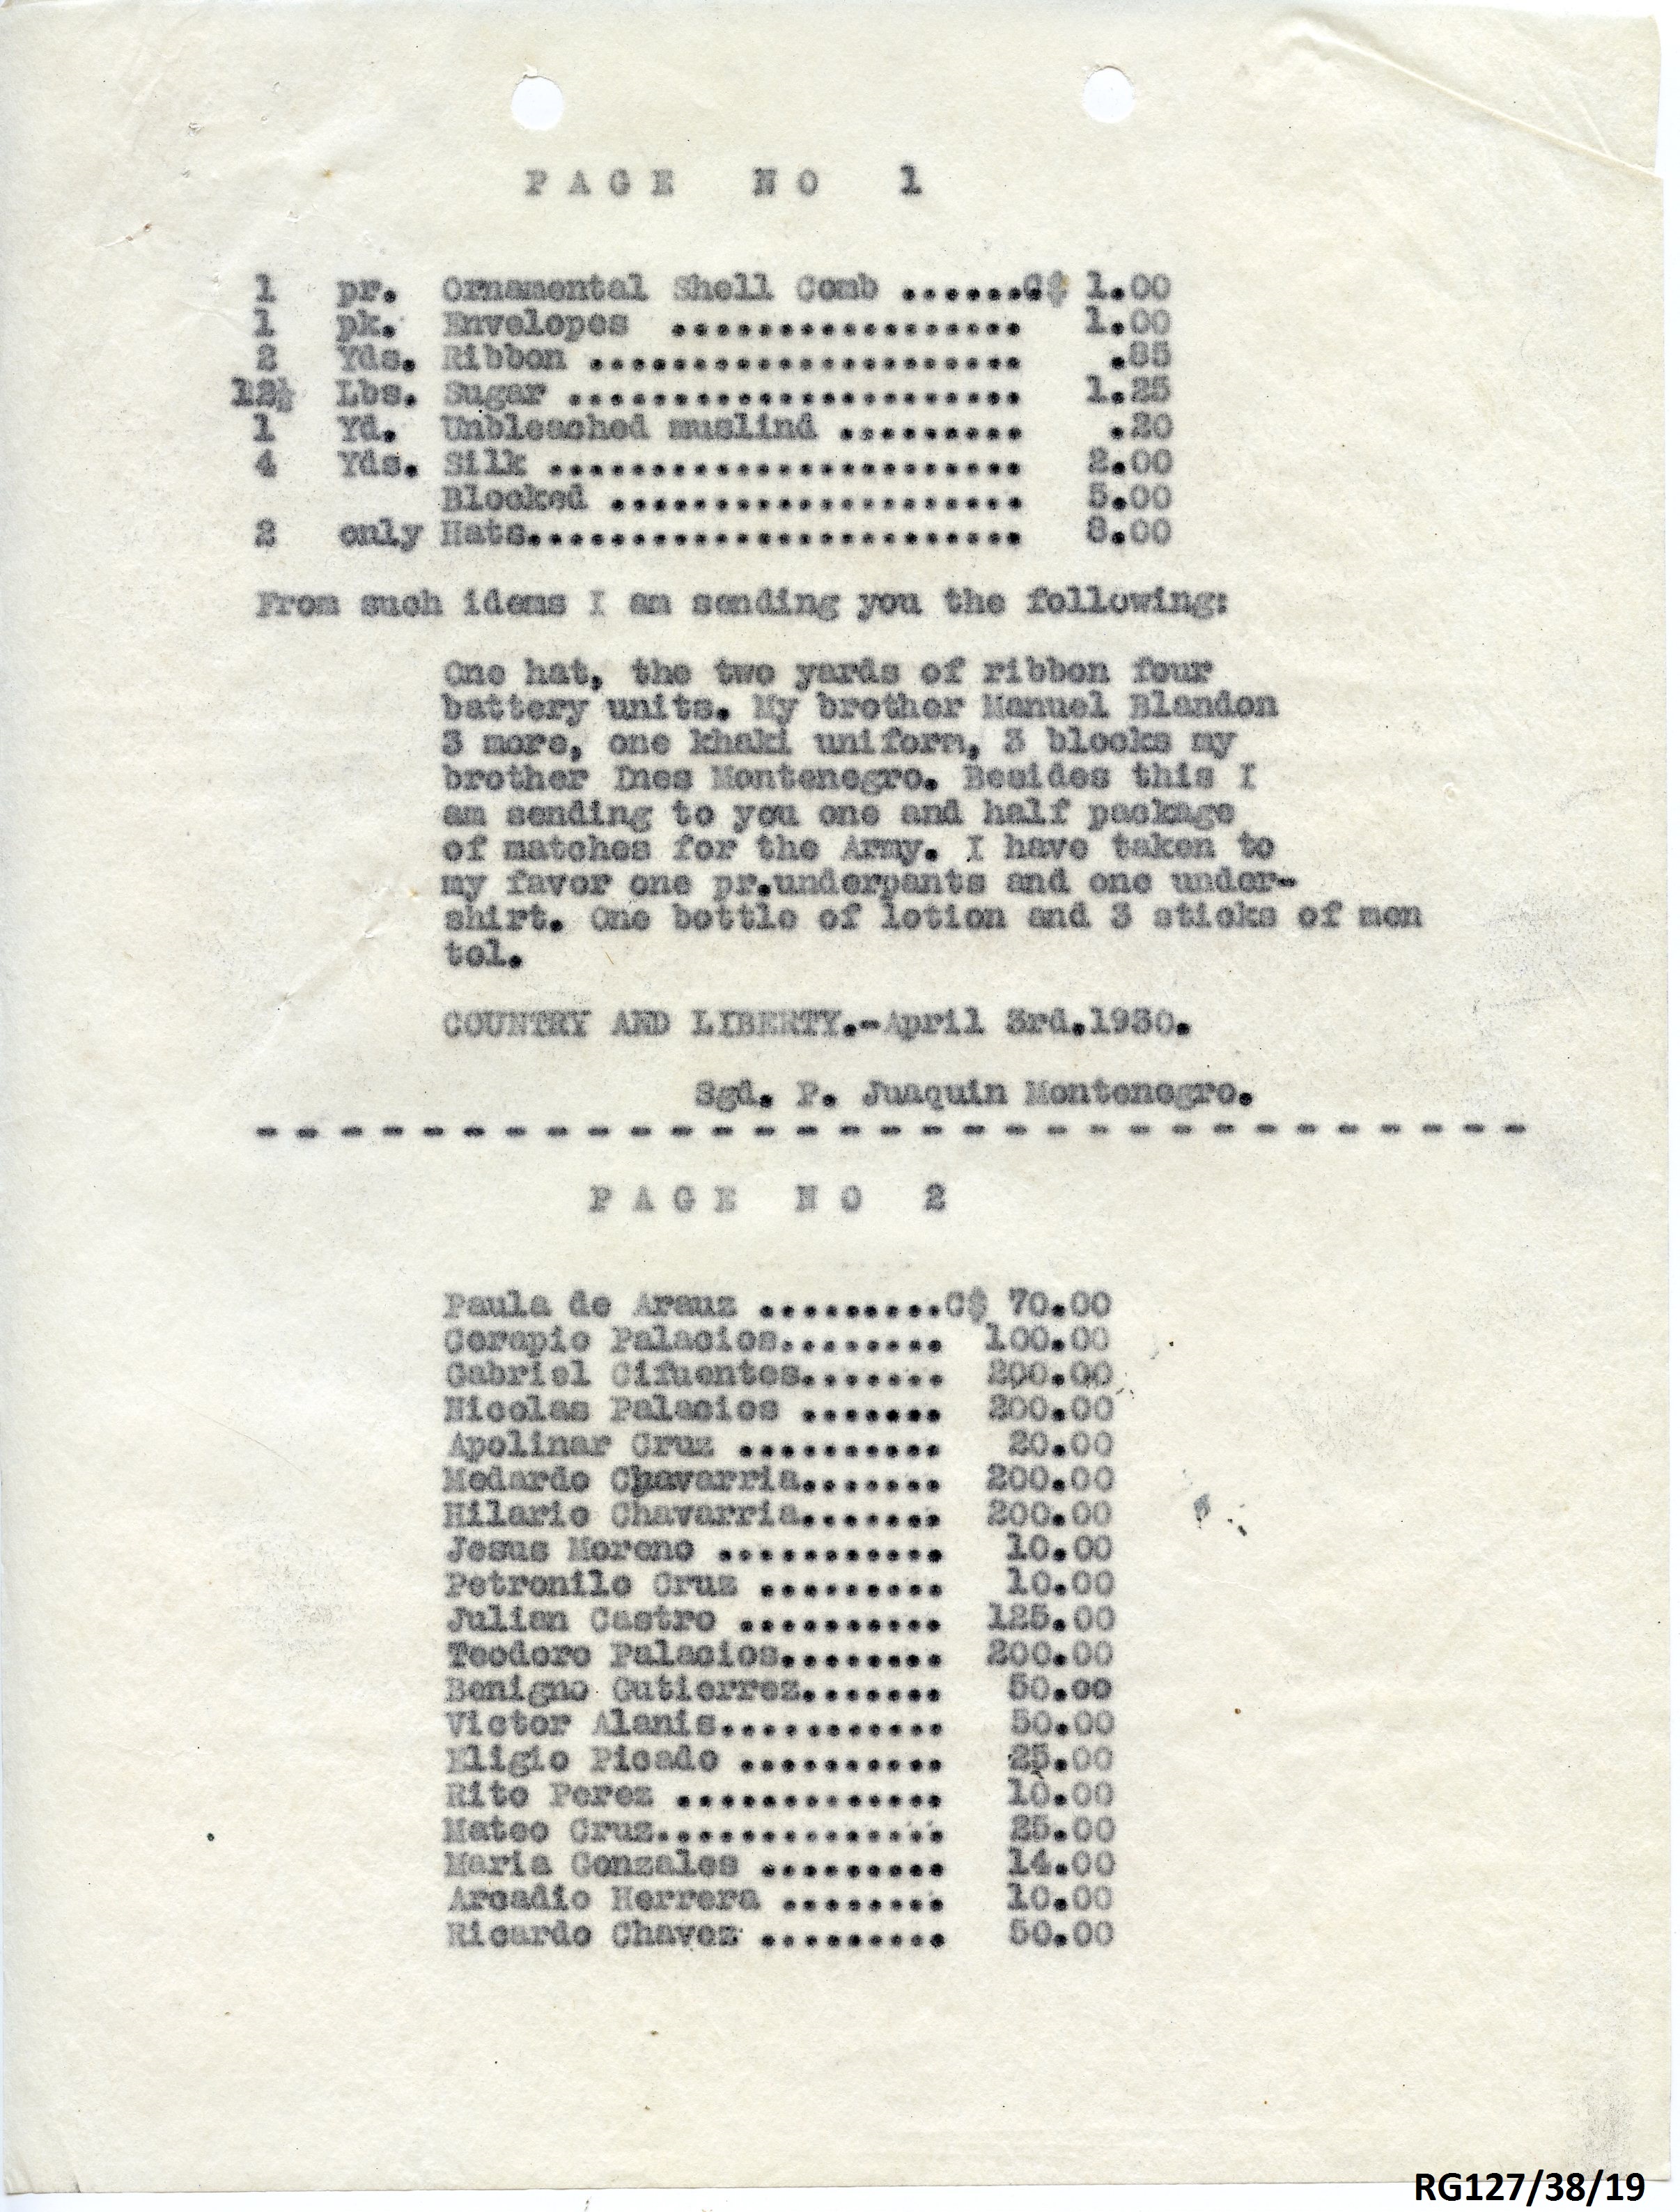 PAGE NO 1
1 pr. Ornamental Shell Comb .......C$ 1.00
1 pk. Envelopes ................. 1.00
2 Yds. Ribbon ..................... .85
12½ Lbs. Sugar ...................... 1.25
1 Yd. Unbleached muslind ......... .20
4 Yds. Silk ....................... 2.00
Blocked .................... 5.00
2 only Hats........................ 8.00
From such idems I am sending you the following:
One hat, the two yards of ribbon four
battery units. My brother Manuel Blandon
3 more, one khaki uniform, 3 blocks my
brother Ines Montenegro. Besides this I
am sending to you one and half package
of matches for the Army. I have taken to
my favor one pr.underpants and one under-
shirt. One bottle of lotion and 3 sticks of men
tol.
COUNTRY AND LIBERTY.-April 3rd.1930.
Sgd. P. Juaquin Montenegro.
- - - - - - - - - - - - - - - - - - - - - - - - - - - - - - -
PAGE NO 2
Paula de Arauz .........C$ 70.00
Cerapio Palacios........ 100.00
Gabriel Cifuentes....... 200.00
Nicolas Palacios ....... 200.00
Apolinar Cruz .......... 20.00
Medardo Chavarria....... 200.00
Hilario Chavarria....... 200.00
Jesus Moreno ........... 10.00
Petronilo Cruz ......... 10.00
Julian Castro .......... 125.00
Teodoro Palacios........ 200.00
Benigno Gutierrez....... 50.00
Victor Alanis........... 50.00
Eligio Picado .......... 25.00
Rito Perez ............. 10.00
Mateo Cruz.............. 25.00
Maria Gonzales ......... 14.00
Arcadio Herrera ........ 10.00
Ricardo Chavez ......... 50.00
RG127/38/19